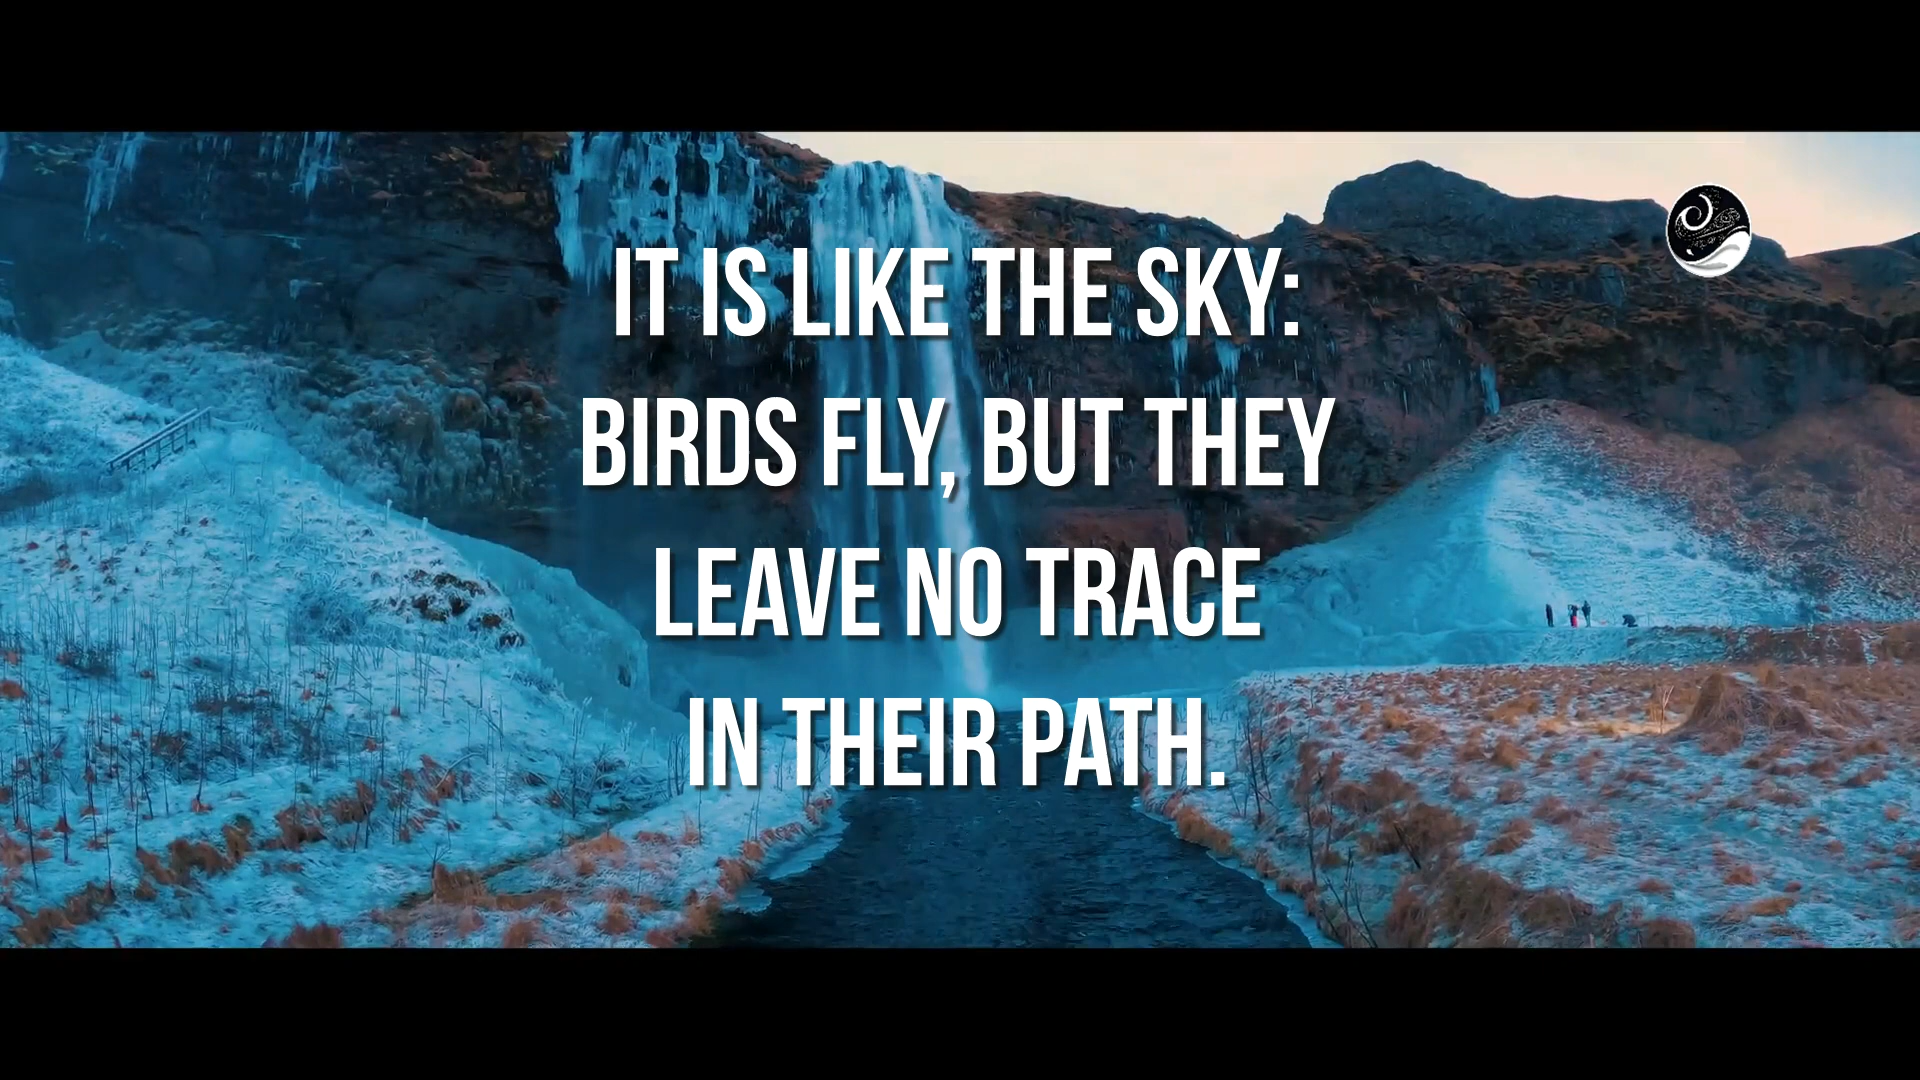 IT IS LIKE THE SKY:
BIRDS FLY, BUT THEY
LEAVE NO TRACE
IN THEIR PATH.